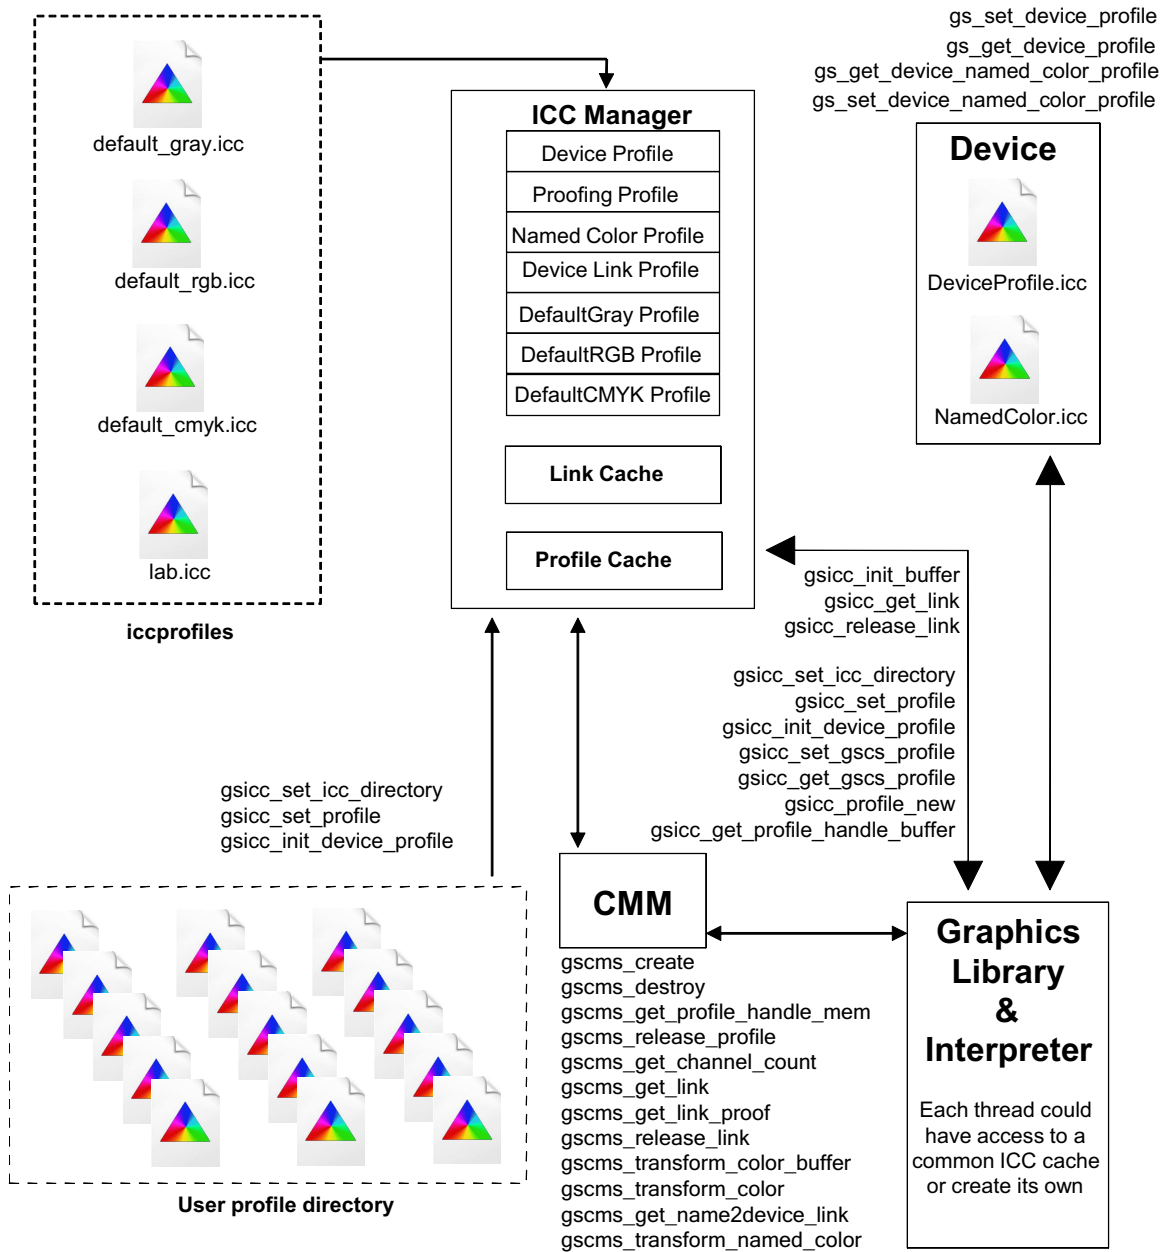 default_gray.icc
default_rgb.icc
default_cmyk.icc
lab.icc
iccprofiles
ICC Manager
Device Profile
Proofing Profile
Named Color Profile
Device Link Profile
DefaultGray Profile
DefaultRGB Profile
DefaultCMYK Profile
Link Cache
Profile Cache
gs_set_device_profile
gs_get_device_profile
gs_get_device_named_color_profile
gs_set_device_named_color_profile
Device
DeviceProfile.icc
NamedColor.icc
gsicc_init_buffer
gsicc_get_link
gsicc_release_link
gsicc_set_icc_directory
gsicc_set_profile
gsicc_init_device_profile
gsicc_set_gscs_profile
gsicc_get_gscs_profile
gsicc_profile_new
gsicc_get_profile_handle_buffer
gsicc_set_icc_directory
gsicc_set_profile
gsicc_init_device_profile
User profile directory
CMM
gscms_create
gscms_destroy
gscms_get_profile_handle_mem
gscms_release_profile
gscms_get_channel_count
gscms_get_link
gscms_get_link_proof
gscms_release_link
gscms_transform_color_buffer
gscms_transform_color
gscms_get_name2device_link
gscms_transform_named_color
Graphics
Library
&
Interpreter
Each thread could
have access to a
common ICC cache
or create its own